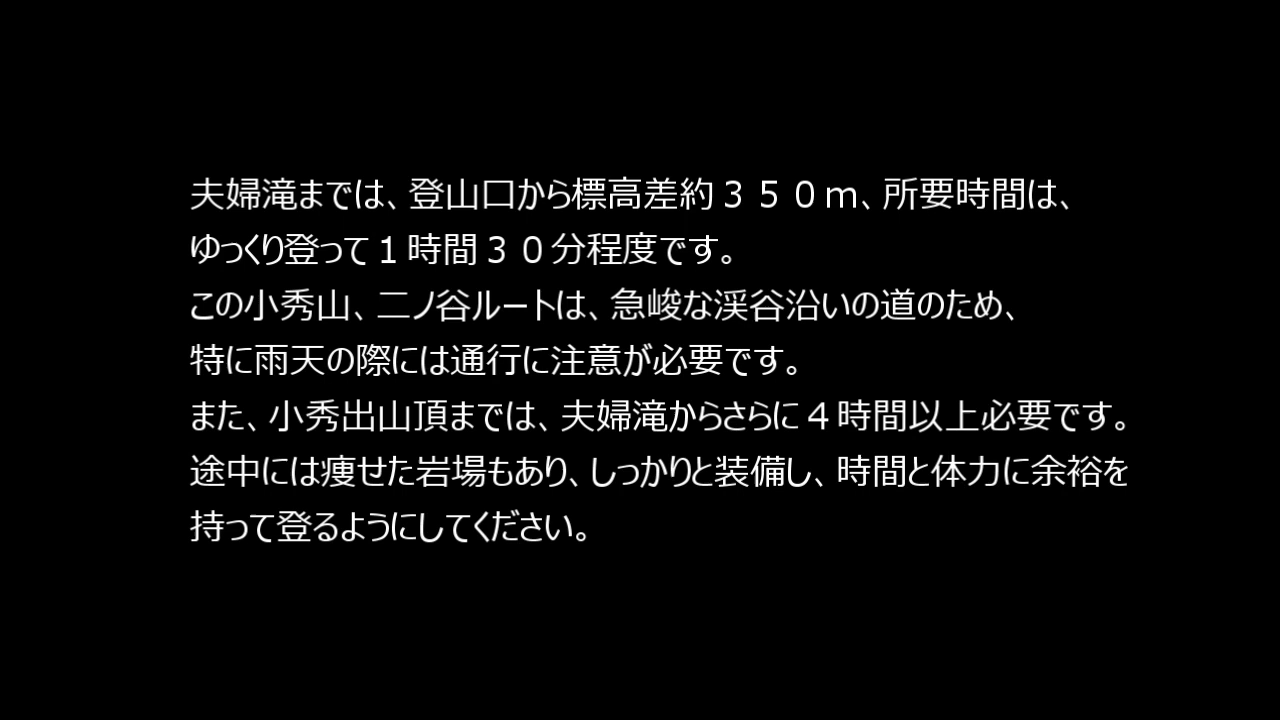 夫婦滝までは、登山口から標高差約３５０ｍ、所要時間は、
ゆっくり登って１時間３０分程度です。
この小秀山、二ノ谷ルートは、急峻な渓谷沿いの道のため、
特に雨天の際には通行に注意が必要です。
また、小秀出山頂までは、夫婦滝からさらに４時間以上必要です。
途中には痩せた岩場もあり、しっかりと装備し、時間と体力に余裕を
持って登るようにしてください。